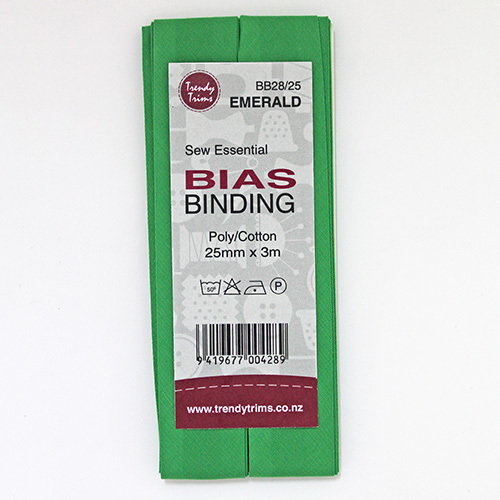 Trendy
Trims
BB28/25
EMERALD
Sew Essential
BIAS
BINDING
Poly/Cotton
25mm x 3m
50°
P
9 419677 004289
www.trendytrims.co.nz